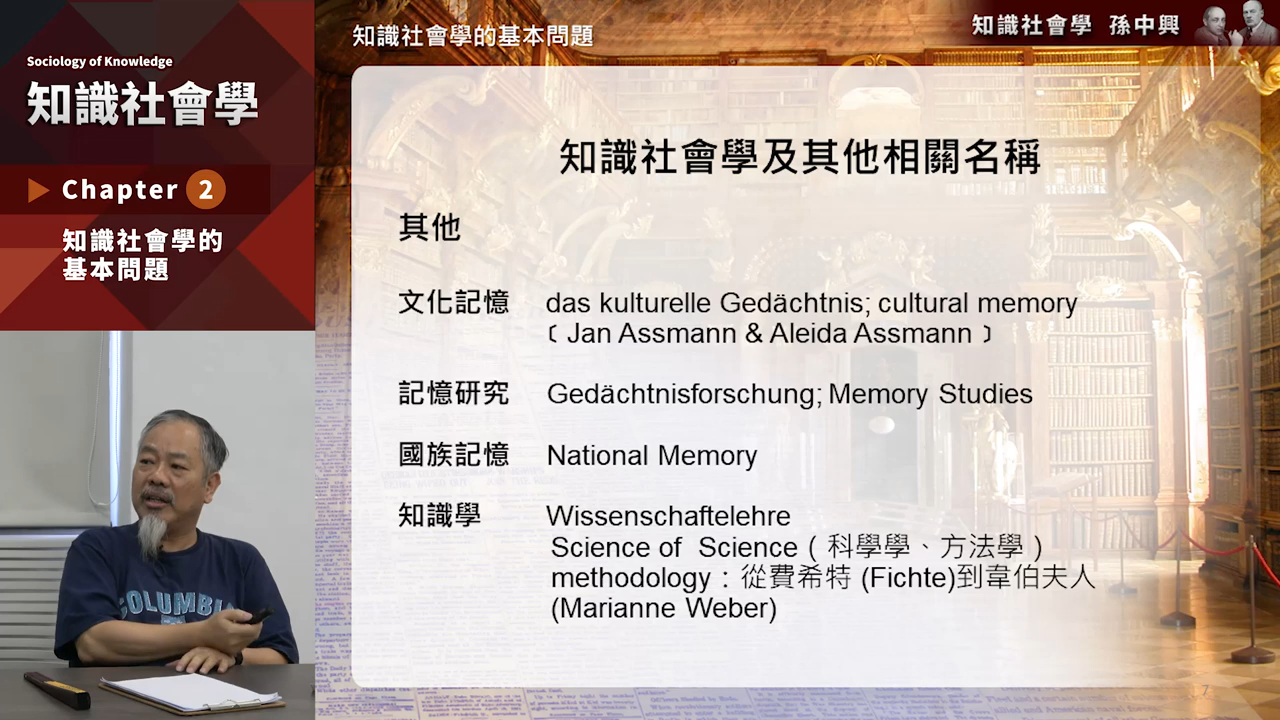 Sociology of Knowledge
知識社會學
Chapter 2
知識社會學的
基本問題
知識社會學的基本問題
知識社會學 孫中興
知識社會學及其他相關名稱
其他
文化記憶 das kulturelle Gedächtnis; cultural memory
﹝Jan Assmann & Aleida Assmann﹞
記憶研究 Gedächtnisforschung; Memory Studies
國族記憶 National Memory
知識學 Wissenschaftelehre
Science of Science（科學學、方法學）
methodology：從費希特 (Fichte)到韋伯夫人
(Marianne Weber)
COLUMBIA
7